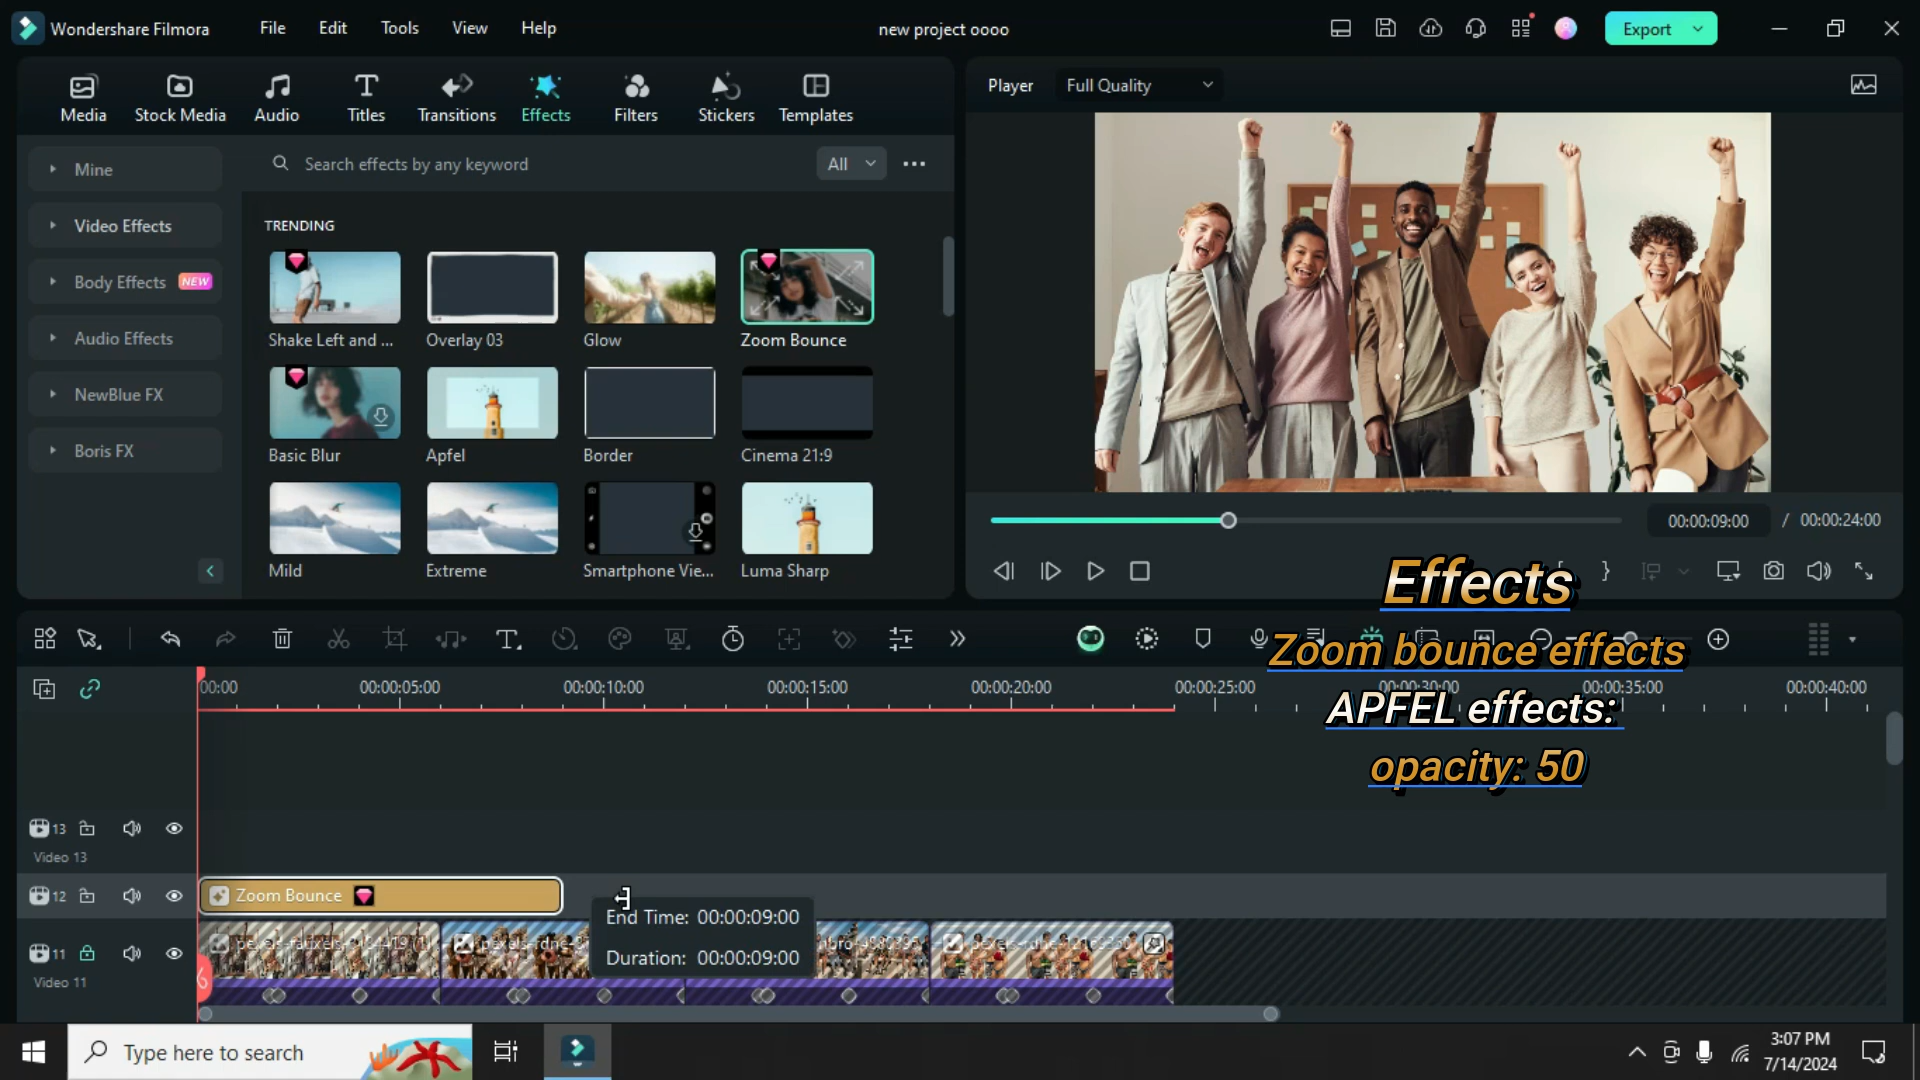 Wondershare Filmora
File
Edit
Tools
View
Help
new project oooo
Export
Media
Stock Media
Audio
Titles
Transitions
Effects
Filters
Stickers
Templates
Player
Full Quality
Mine
Video Effects
Body Effects NEW
Audio Effects
NewBlue FX
Boris FX
Search effects by any keyword
All
TRENDING
Shake Left and ...
Overlay 03
Glow
Zoom Bounce
Basic Blur
Apfel
Border
Cinema 21:9
Mild
Extreme
Smartphone Vie...
Luma Sharp
00:00:09:00 / 00:00:24:00
Effects
Zoom bounce effects
APFEL effects:
opacity: 50
00:00
00:00:05:00
00:00:10:00
00:00:15:00
00:00:20:00
00:00:25:00
00:00:30:00
00:00:35:00
00:00:40:00
13
Video 13
12
Zoom Bounce
End Time: 00:00:09:00
Duration: 00:00:09:00
11
Video 11
Type here to search
3:07 PM
7/14/2024